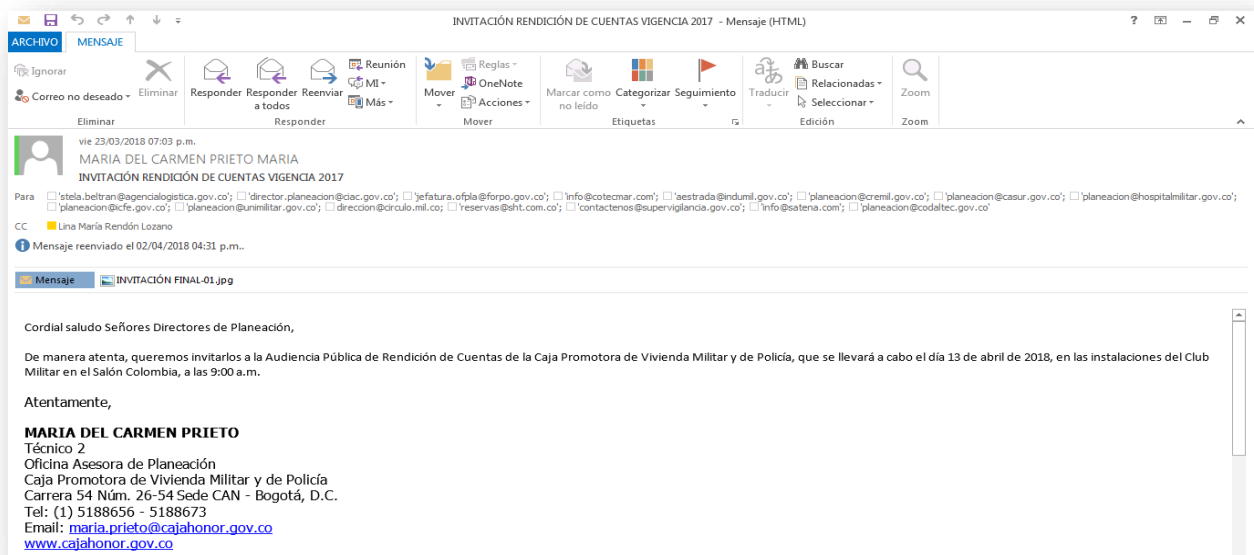 INVITACIÓN RENDICIÓN DE CUENTAS VIGENCIA 2017 - Mensaje (HTML)
ARCHIVO MENSAJE
Ignorar
Correo no deseado
Eliminar
Responder
Responder a todos
Reenviar
Reunión
MI
Más
Mover
Reglas
OneNote
Acciones
Marcar como no leído
Categorizar
Seguimiento
Traducir
Buscar
Relacionadas
Seleccionar
Zoom
Eliminar Responder Mover Etiquetas Edición Zoom
vie 23/03/2018 07:03 p.m.
MARIA DEL CARMEN PRIETO MARIA
INVITACIÓN RENDICIÓN DE CUENTAS VIGENCIA 2017
Para 'stela.beltran@agencialogistica.gov.co'; 'director.planeacion@ciac.gov.co'; 'jefatura.ofpla@forpo.gov.co'; 'info@cotecmar.com'; 'aestrada@indumil.gov.co'; 'planeacion@cremil.gov.co'; 'planeacion@casur.gov.co'; 'planeacion@hospitalmilitar.gov.co';
'planeacion@icfe.gov.co'; 'planeacion@unimilitar.gov.co'; direccion@circulo.mil.co; 'reservas@sht.com.co'; 'contactenos@supervigilancia.gov.co'; 'info@satena.com'; 'planeacion@codaltec.gov.co'
CC Lina María Rendón Lozano
Mensaje reenviado el 02/04/2018 04:31 p.m..
Mensaje INVITACIÓN FINAL-01.jpg
Cordial saludo Señores Directores de Planeación,
De manera atenta, queremos invitarlos a la Audiencia Pública de Rendición de Cuentas de la Caja Promotora de Vivienda Militar y de Policía, que se llevará a cabo el día 13 de abril de 2018, en las instalaciones del Club
Militar en el Salón Colombia, a las 9:00 a.m.
Atentamente,
MARIA DEL CARMEN PRIETO
Técnico 2
Oficina Asesora de Planeación
Caja Promotora de Vivienda Militar y de Policía
Carrera 54 Núm. 26-54 Sede CAN - Bogotá, D.C.
Tel: (1) 5188656 - 5188673
Email: maria.prieto@cajahonor.gov.co
www.cajahonor.gov.co